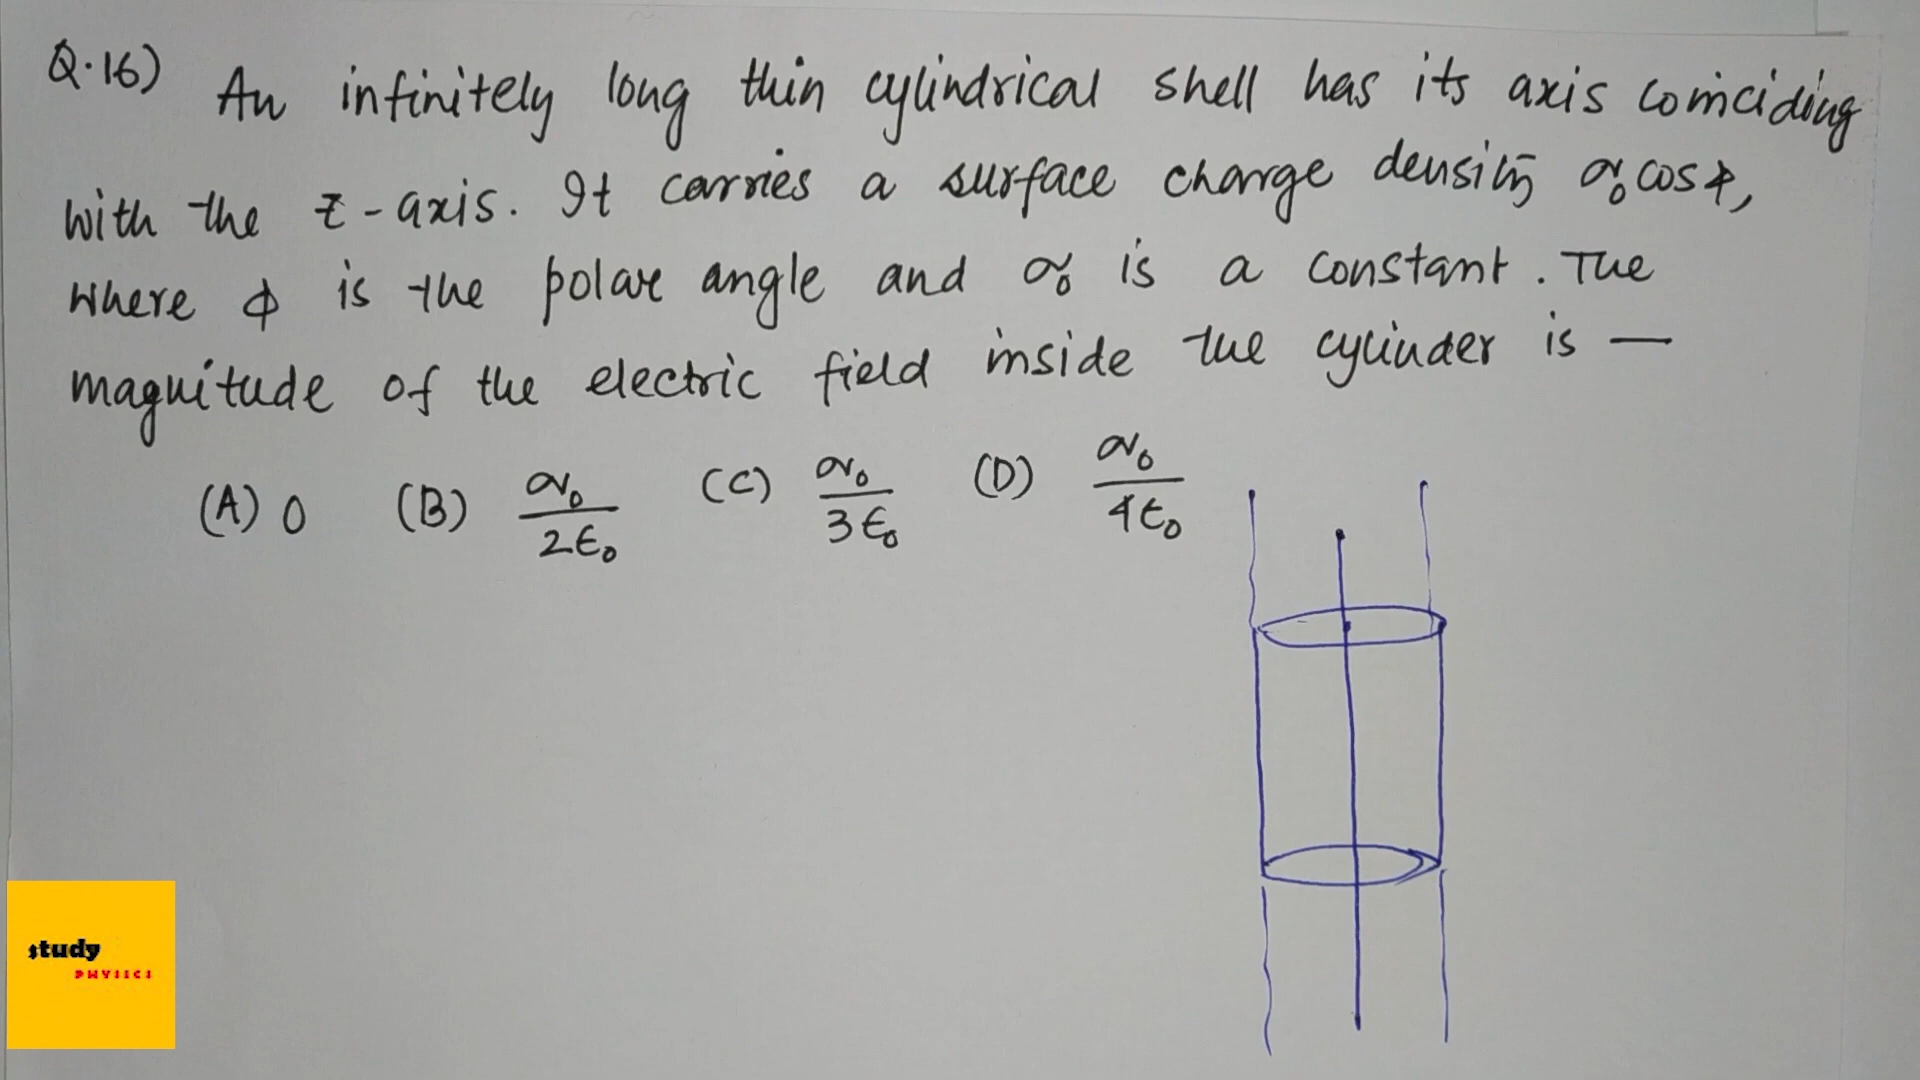 Q.16) An infinitely long thin cylindrical shell has its axis coinciding
with the z-axis. It carries a surface charge density σ₀cosφ,
where φ is the polar angle and σ₀ is a constant. The
magnitude of the electric field inside the cylinder is —
(A) 0 (B) σ₀/2ε₀ (C) σ₀/3ε₀ (D) σ₀/4ε₀
study
PHYSICS